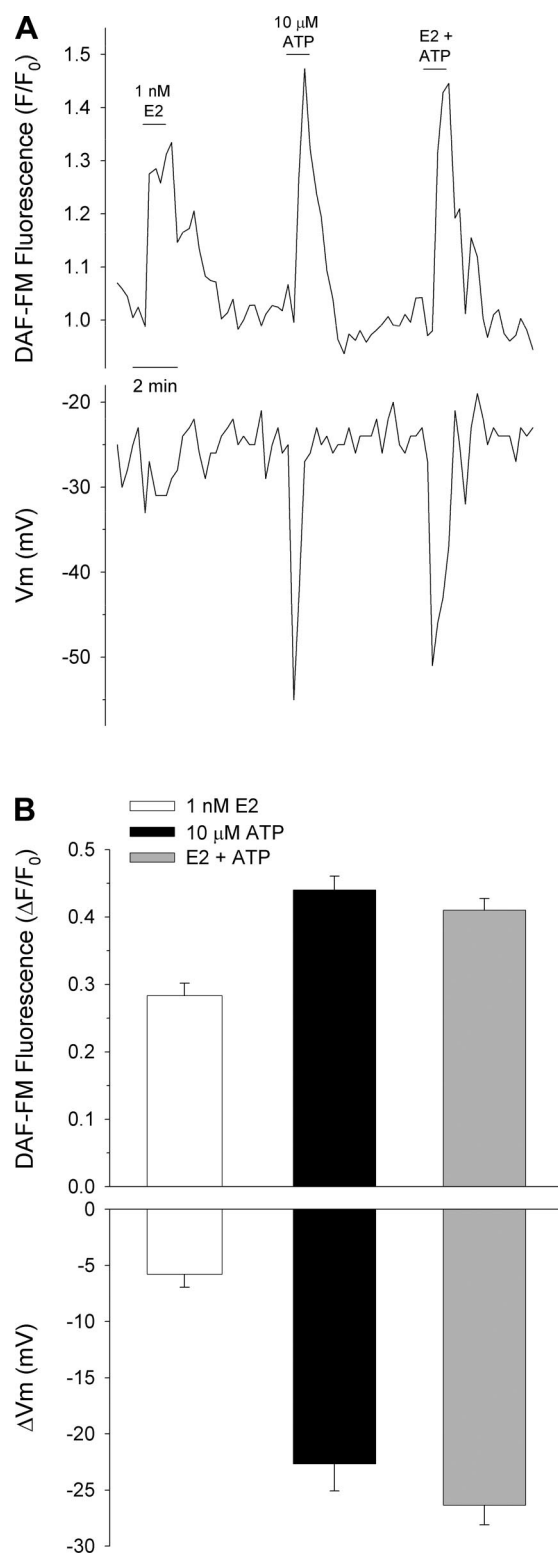 A
10 μM
ATP
E2 +
ATP
1 nM
E2
DAF-FM Fluorescence (F/F0)
1.5
1.4
1.3
1.2
1.1
1.0
2 min
Vm (mV)
-20
-30
-40
-50
B
1 nM E2
10 μM ATP
E2 + ATP
DAF-FM Fluorescence (ΔF/F0)
0.5
0.4
0.3
0.2
0.1
0.0
ΔVm (mV)
0
-5
-10
-15
-20
-25
-30